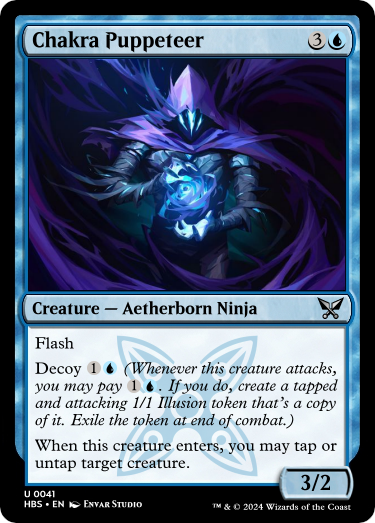 Chakra Puppeteer 3
Creature — Aetherborn Ninja
Flash
Decoy 1 (Whenever this creature attacks,
you may pay 1 . If you do, create a tapped
and attacking 1/1 Illusion token that's a copy
of it. Exile the token at end of combat.)
When this creature enters, you may tap or
untap target creature.
3/2
U 0041
HBS • EN Envar Studio
™ & © 2024 Wizards of the Coast